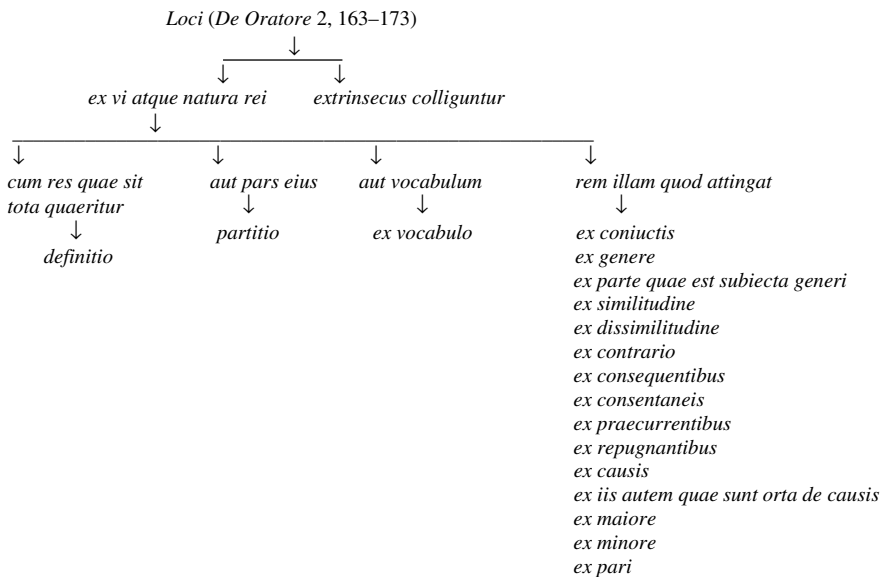 Loci (De Oratore 2, 163–173)
ex vi atque natura rei extrinsecus colliguntur
cum res quae sit tota quaeritur
aut pars eius
aut vocabulum
rem illam quod attingat
definitio
partitio
ex vocabulo
ex coniuctis
ex genere
ex parte quae est subiecta generi
ex similitudine
ex dissimilitudine
ex contrario
ex consequentibus
ex consentaneis
ex praecurrentibus
ex repugnantibus
ex causis
ex iis autem quae sunt orta de causis
ex maiore
ex minore
ex pari